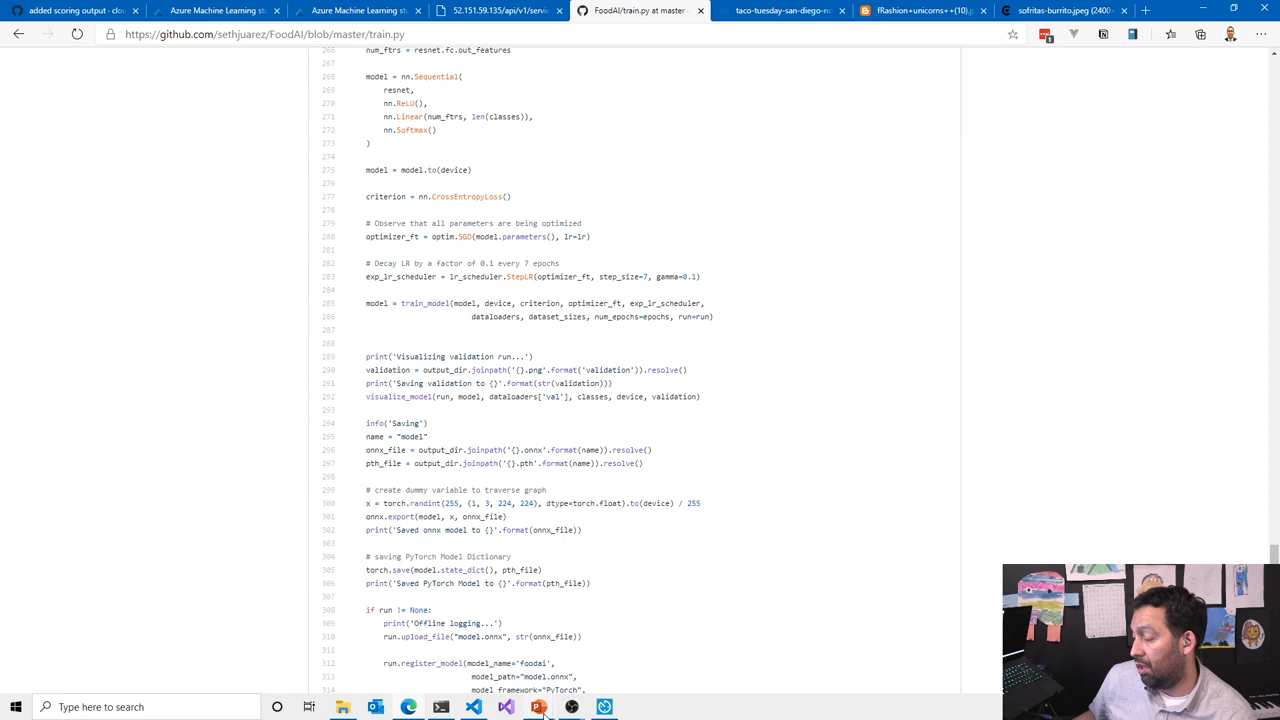 added scoring output · clou
Azure Machine Learning st
Azure Machine Learning stu
52.151.59.135/api/v1/servic
FoodAI/train.py at master
taco-tuesday-san-diego-no
fRashion+unicorns++(10).j
sofritas-burrito.jpeg (2400×
https://github.com/sethjuarez/FoodAI/blob/master/train.py
266 num_ftrs = resnet.fc.out_features
267
268 model = nn.Sequential(
269 resnet,
270 nn.ReLU(),
271 nn.Linear(num_ftrs, len(classes)),
272 nn.Softmax()
273 )
274
275 model = model.to(device)
276
277 criterion = nn.CrossEntropyLoss()
278
279 # Observe that all parameters are being optimized
280 optimizer_ft = optim.SGD(model.parameters(), lr=lr)
281
282 # Decay LR by a factor of 0.1 every 7 epochs
283 exp_lr_scheduler = lr_scheduler.StepLR(optimizer_ft, step_size=7, gamma=0.1)
284
285 model = train_model(model, device, criterion, optimizer_ft, exp_lr_scheduler,
286 dataloaders, dataset_sizes, num_epochs=epochs, run=run)
287
288
289 print('Visualizing validation run...')
290 validation = output_dir.joinpath('{}.png'.format('validation')).resolve()
291 print('Saving validation to {}'.format(str(validation)))
292 visualize_model(run, model, dataloaders['val'], classes, device, validation)
293
294 info('Saving')
295 name = "model"
296 onnx_file = output_dir.joinpath('{}.onnx'.format(name)).resolve()
297 pth_file = output_dir.joinpath('{}.pth'.format(name)).resolve()
298
299 # create dummy variable to traverse graph
300 x = torch.randint(255, (1, 3, 224, 224), dtype=torch.float).to(device) / 255
301 onnx.export(model, x, onnx_file)
302 print('Saved onnx model to {}'.format(onnx_file))
303
304 # saving PyTorch Model Dictionary
305 torch.save(model.state_dict(), pth_file)
306 print('Saved PyTorch Model to {}'.format(pth_file))
307
308 if run != None:
309 print('Offline logging...')
310 run.upload_file("model.onnx", str(onnx_file))
311
312 run.register_model(model_name='foodai',
313 model_path="model.onnx",
314 model_framework="PyTorch",
Type here to search